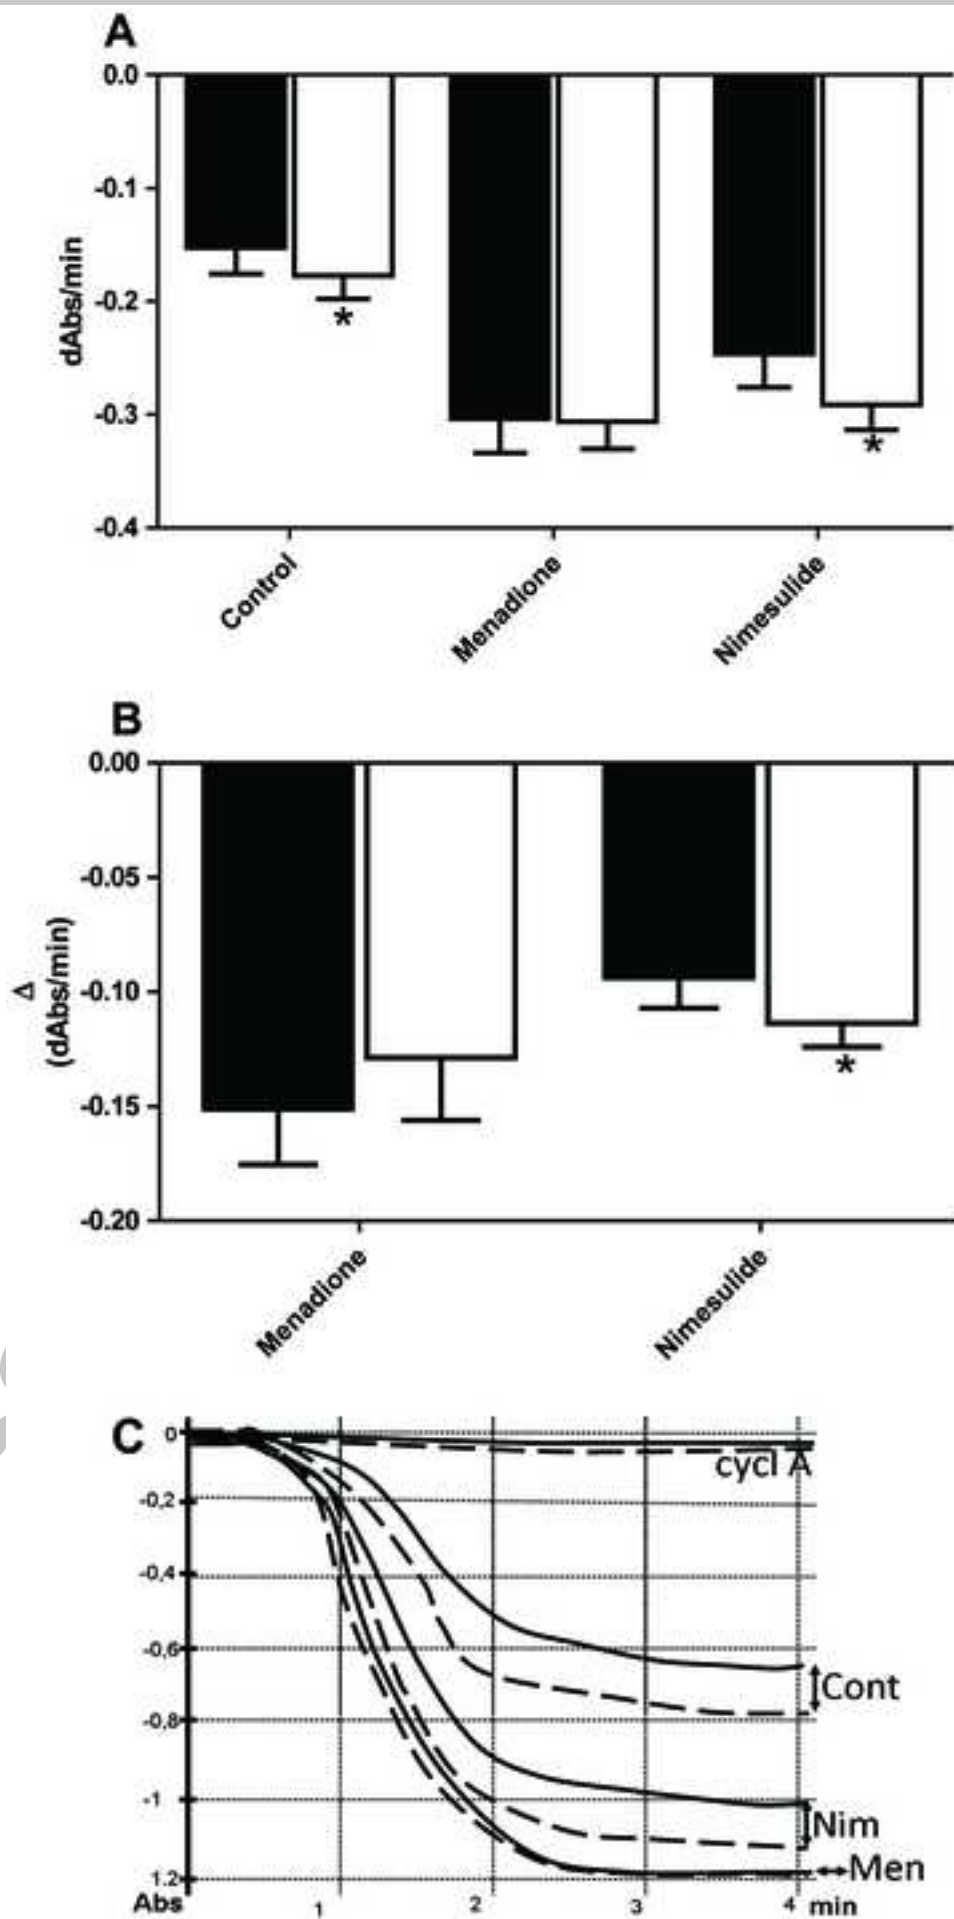 A
0.0
-0.1
-0.2
-0.3
-0.4
dAbs/min
*
*
Control
Menadione
Nimesulide
B
0.00
-0.05
-0.10
-0.15
-0.20
Δ
(dAbs/min)
*
Menadione
Nimesulide
C
0
-0,2
-0,4
-0,6
-0,8
-1
1.2
cycl A
Cont
Nim
Men
Abs 1 2 3 4 min